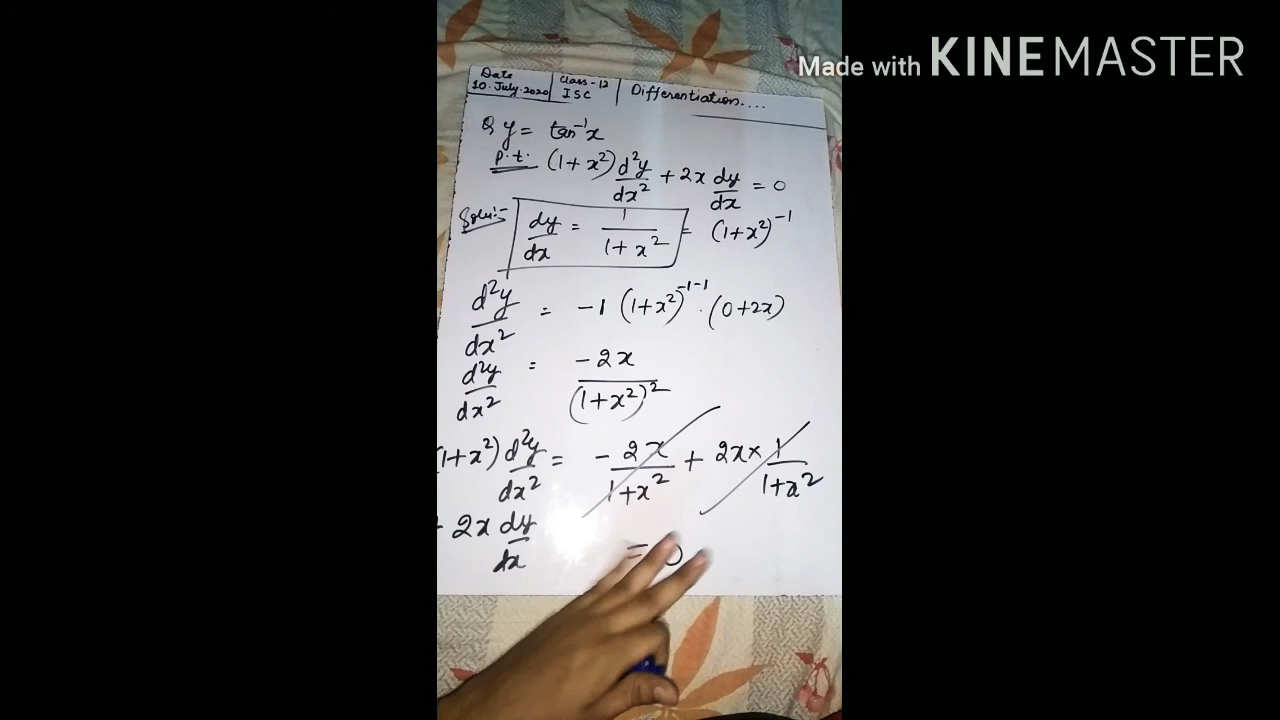 Made with KINEMASTER
Date
10.July.2020
Class-12
ISC
Differentiation....
Q y = tan⁻¹x
p.t. (1+x²) d²y/dx² + 2x dy/dx = 0
Solu:- dy/dx = 1/(1+x²) = (1+x²)⁻¹
d²y/dx² = -1 (1+x²)⁻¹⁻¹ . (0+2x)
d²y/dx² = -2x/(1+x²)²
(1+x²) d²y/dx² = -2x/(1+x²) + 2x × 1/(1+x²)
+ 2x dy/dx
= 0